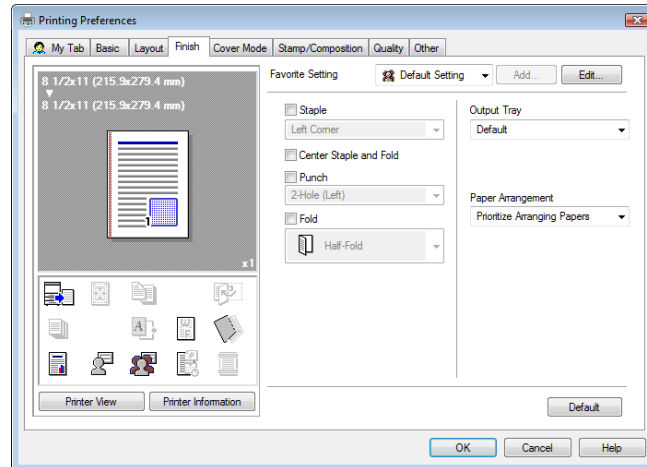 Printing Preferences
My Tab Basic Layout Finish Cover Mode Stamp/Composition Quality Other
8 1/2x11 (215.9x279.4 mm)
8 1/2x11 (215.9x279.4 mm)
1
x1
Printer View Printer Information
Favorite Setting Default Setting Add... Edit...
Staple
Left Corner
Center Staple and Fold
Punch
2-Hole (Left)
Fold
Half-Fold
Output Tray
Default
Paper Arrangement
Prioritize Arranging Papers
Default
OK Cancel Help